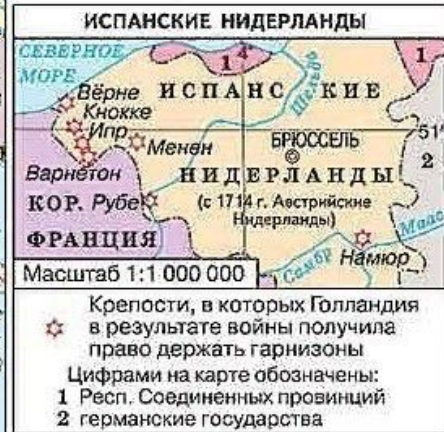 ИСПАНСКИЕ НИДЕРЛАНДЫ
СЕВЕРНОЕ
МОРЕ
1
4°
1
Вёрне
ИСПАНСКИЕ
Кнокке
Шельда
Ипр
Менен
БРЮССЕЛЬ
51°
2
Варнетон
НИДЕРЛАНДЫ
КОР.
Рубе
(с 1714 г. Австрийские
Нидерланды)
ФРАНЦИЯ
Маас
Самбр
Намюр
Масштаб 1:1 000 000
Крепости, в которых Голландия
в результате войны получила
право держать гарнизоны
Цифрами на карте обозначены:
1 Респ. Соединенных провинций
2 германские государства